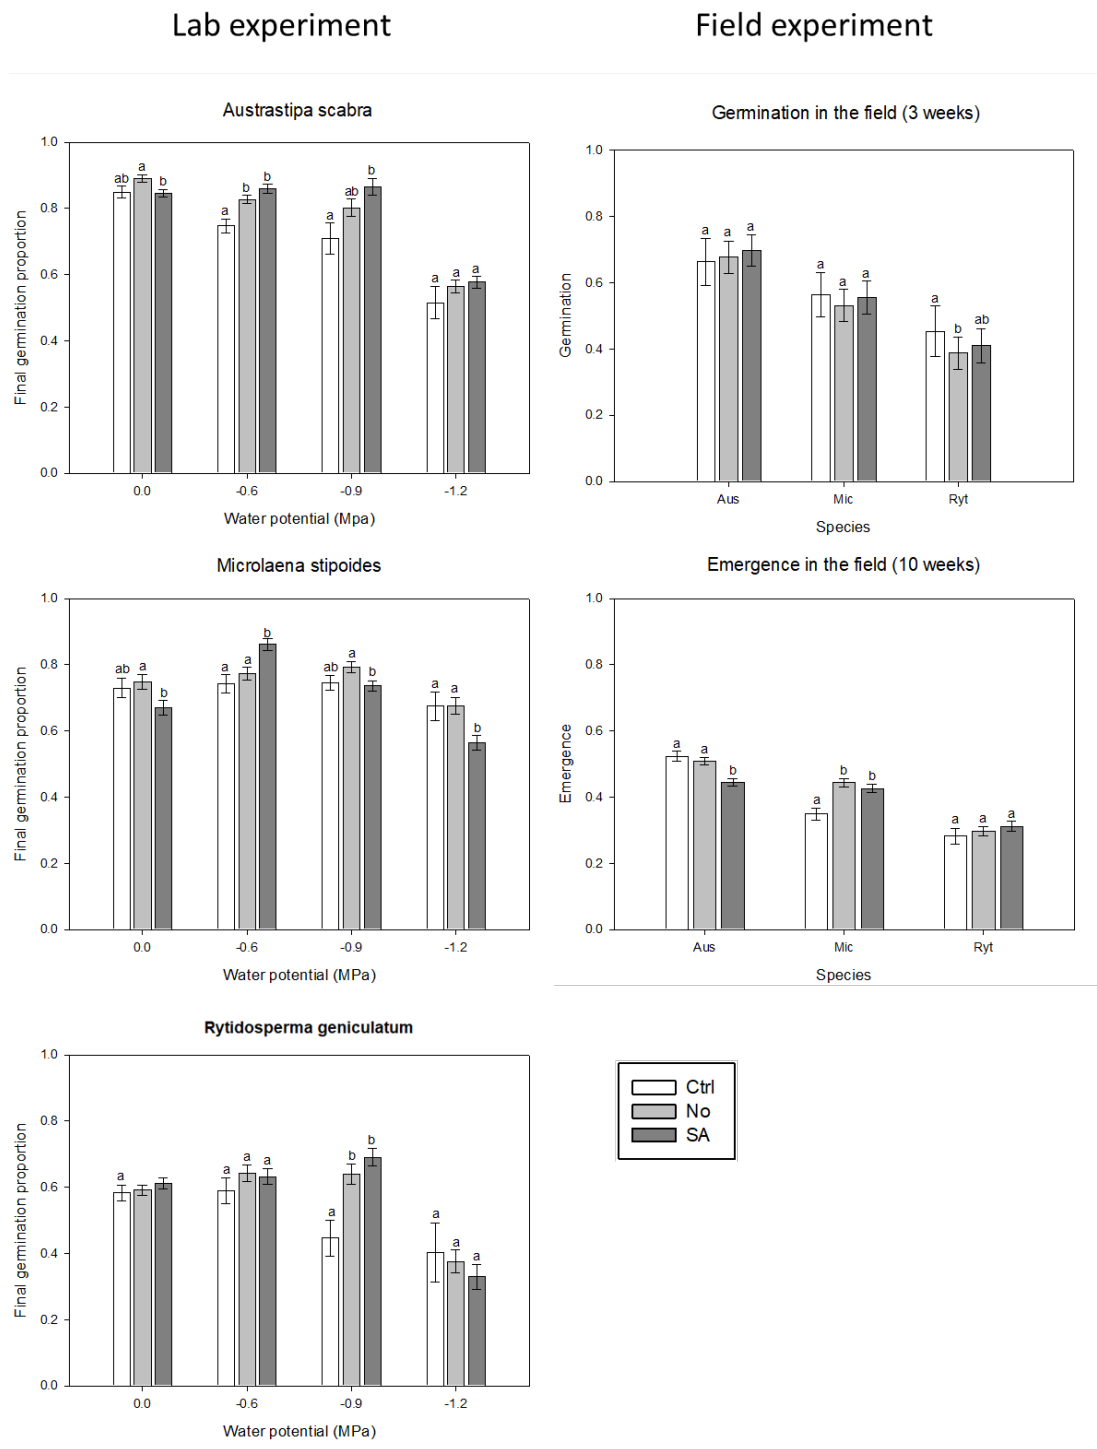 Lab experiment
Field experiment
Austrastipa scabra
Final germination proportion
1.0
0.8
0.6
0.4
0.2
0.0
ab a b
a b b
a ab b
a a a
0.0 -0.6 -0.9 -1.2
Water potential (Mpa)
Germination in the field (3 weeks)
Germination
1.0
0.8
0.6
0.4
0.2
0.0
a a a
a a a
a b ab
Aus Mic Ryt
Species
Microlaena stipoides
Final germination proportion
1.0
0.8
0.6
0.4
0.2
0.0
ab a b
a a b
ab a b
a a b
0.0 -0.6 -0.9 -1.2
Water potential (MPa)
Emergence in the field (10 weeks)
Emergence
1.0
0.8
0.6
0.4
0.2
0.0
a a b
a b b
a a a
Aus Mic Ryt
Species
Rytidosperma geniculatum
Final germination proportion
1.0
0.8
0.6
0.4
0.2
0.0
a
a a a
a b b
a a a
0.0 -0.6 -0.9 -1.2
Water potential (MPa)
Ctrl
No
SA